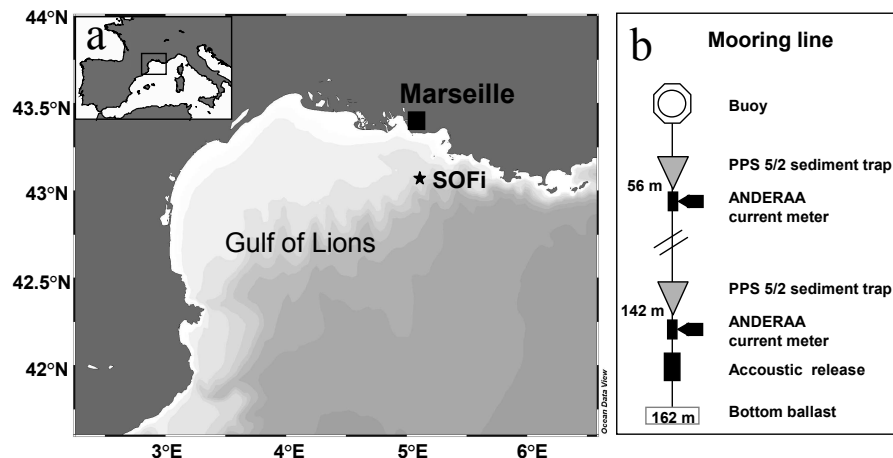 a
44°N
43.5°N
43°N
42.5°N
42°N
Marseille
SOFi
Gulf of Lions
3°E
4°E
5°E
6°E
Ocean Data View
b
Mooring line
Buoy
PPS 5/2 sediment trap
56 m
ANDERAA
current meter
PPS 5/2 sediment trap
142 m
ANDERAA
current meter
Accoustic release
162 m
Bottom ballast